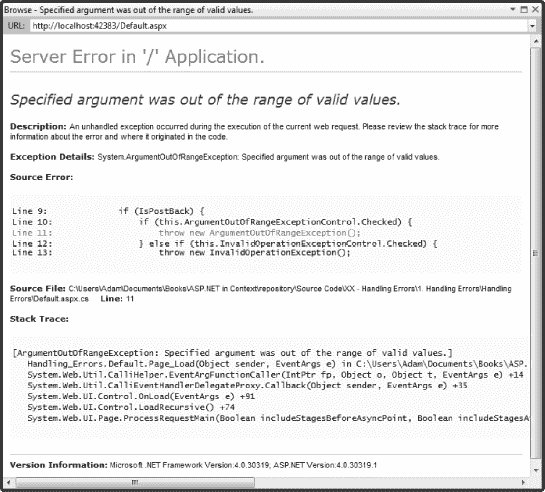 Browse - Specified argument was out of the range of valid values.
URL: http://localhost:42383/Default.aspx
Server Error in '/' Application.
Specified argument was out of the range of valid values.
Description: An unhandled exception occurred during the execution of the current web request. Please review the stack trace for more
information about the error and where it originated in the code.
Exception Details: System.ArgumentOutOfRangeException: Specified argument was out of the range of valid values.
Source Error:
Line 9: if (IsPostBack) {
Line 10: if (this.ArgumentOutOfRangeExceptionControl.Checked) {
Line 11: throw new ArgumentOutOfRangeException();
Line 12: } else if (this.InvalidOperationExceptionControl.Checked) {
Line 13: throw new InvalidOperationException();
Source File: C:\Users\Adam\Documents\Books\ASP.NET in Context\repository\Source Code\XX - Handling Errors\1. Handling Errors\Handling
Errors\Default.aspx.cs Line: 11
Stack Trace:
[ArgumentOutOfRangeException: Specified argument was out of the range of valid values.]
Handling_Errors.Default.Page_Load(Object sender, EventArgs e) in C:\Users\Adam\Documents\Books\ASP.
System.Web.Util.CalliHelper.EventArgFunctionCaller(IntPtr fp, Object o, Object t, EventArgs e) +14
System.Web.Util.CalliEventHandlerDelegateProxy.Callback(Object sender, EventArgs e) +35
System.Web.UI.Control.OnLoad(EventArgs e) +91
System.Web.UI.Control.LoadRecursive() +74
System.Web.UI.Page.ProcessRequestMain(Boolean includeStagesBeforeAsyncPoint, Boolean includeStagesA
Version Information: Microsoft .NET Framework Version:4.0.30319; ASP.NET Version:4.0.30319.1